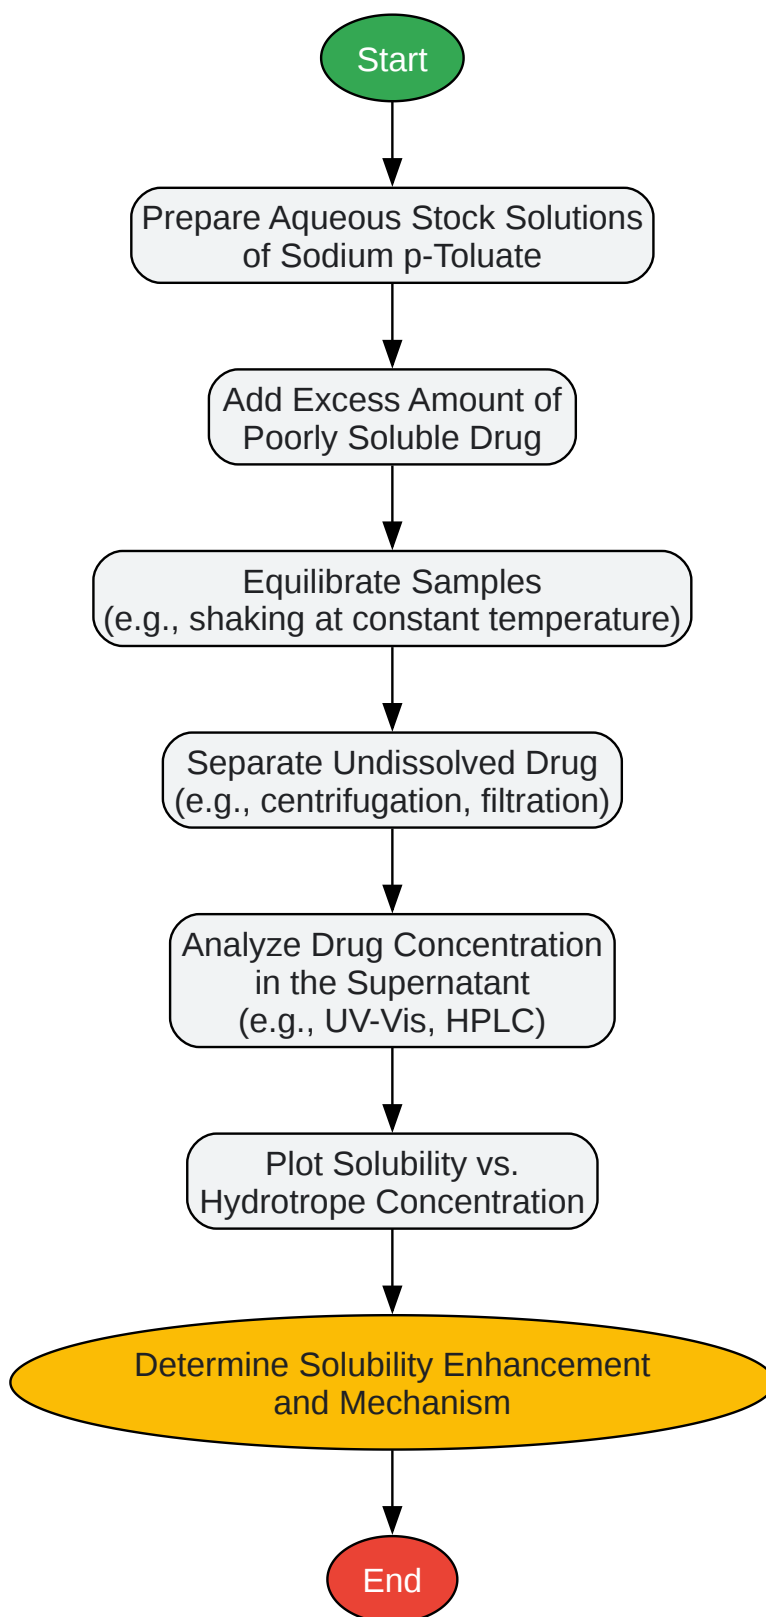 Start
Prepare Aqueous Stock Solutions
of Sodium p-Toluate
Add Excess Amount of
Poorly Soluble Drug
Equilibrate Samples
(e.g., shaking at constant temperature)
Separate Undissolved Drug
(e.g., centrifugation, filtration)
Analyze Drug Concentration
in the Supernatant
(e.g., UV-Vis, HPLC)
Plot Solubility vs.
Hydrotrope Concentration
Determine Solubility Enhancement
and Mechanism
End